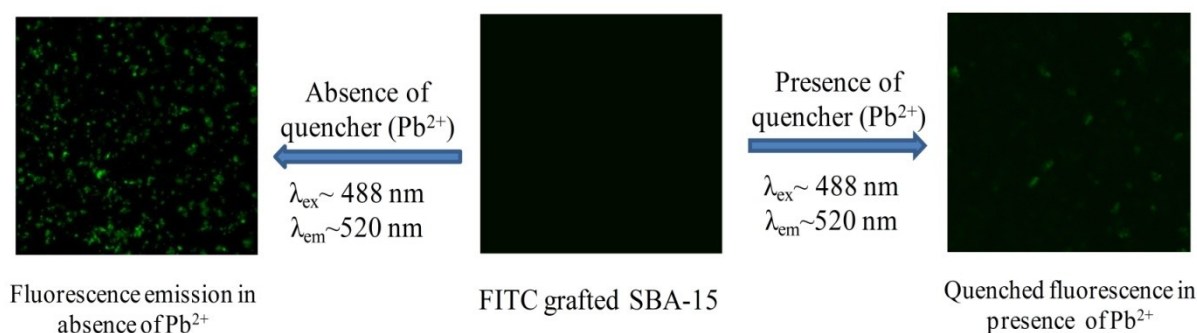 Absence of
quencher (Pb²⁺)
λex~ 488 nm
λem~520 nm
Presence of
quencher (Pb²⁺)
λex~ 488 nm
λem~520 nm
Fluorescence emission in
absence of Pb²⁺
FITC grafted SBA-15
Quenched fluorescence in
presence of Pb²⁺